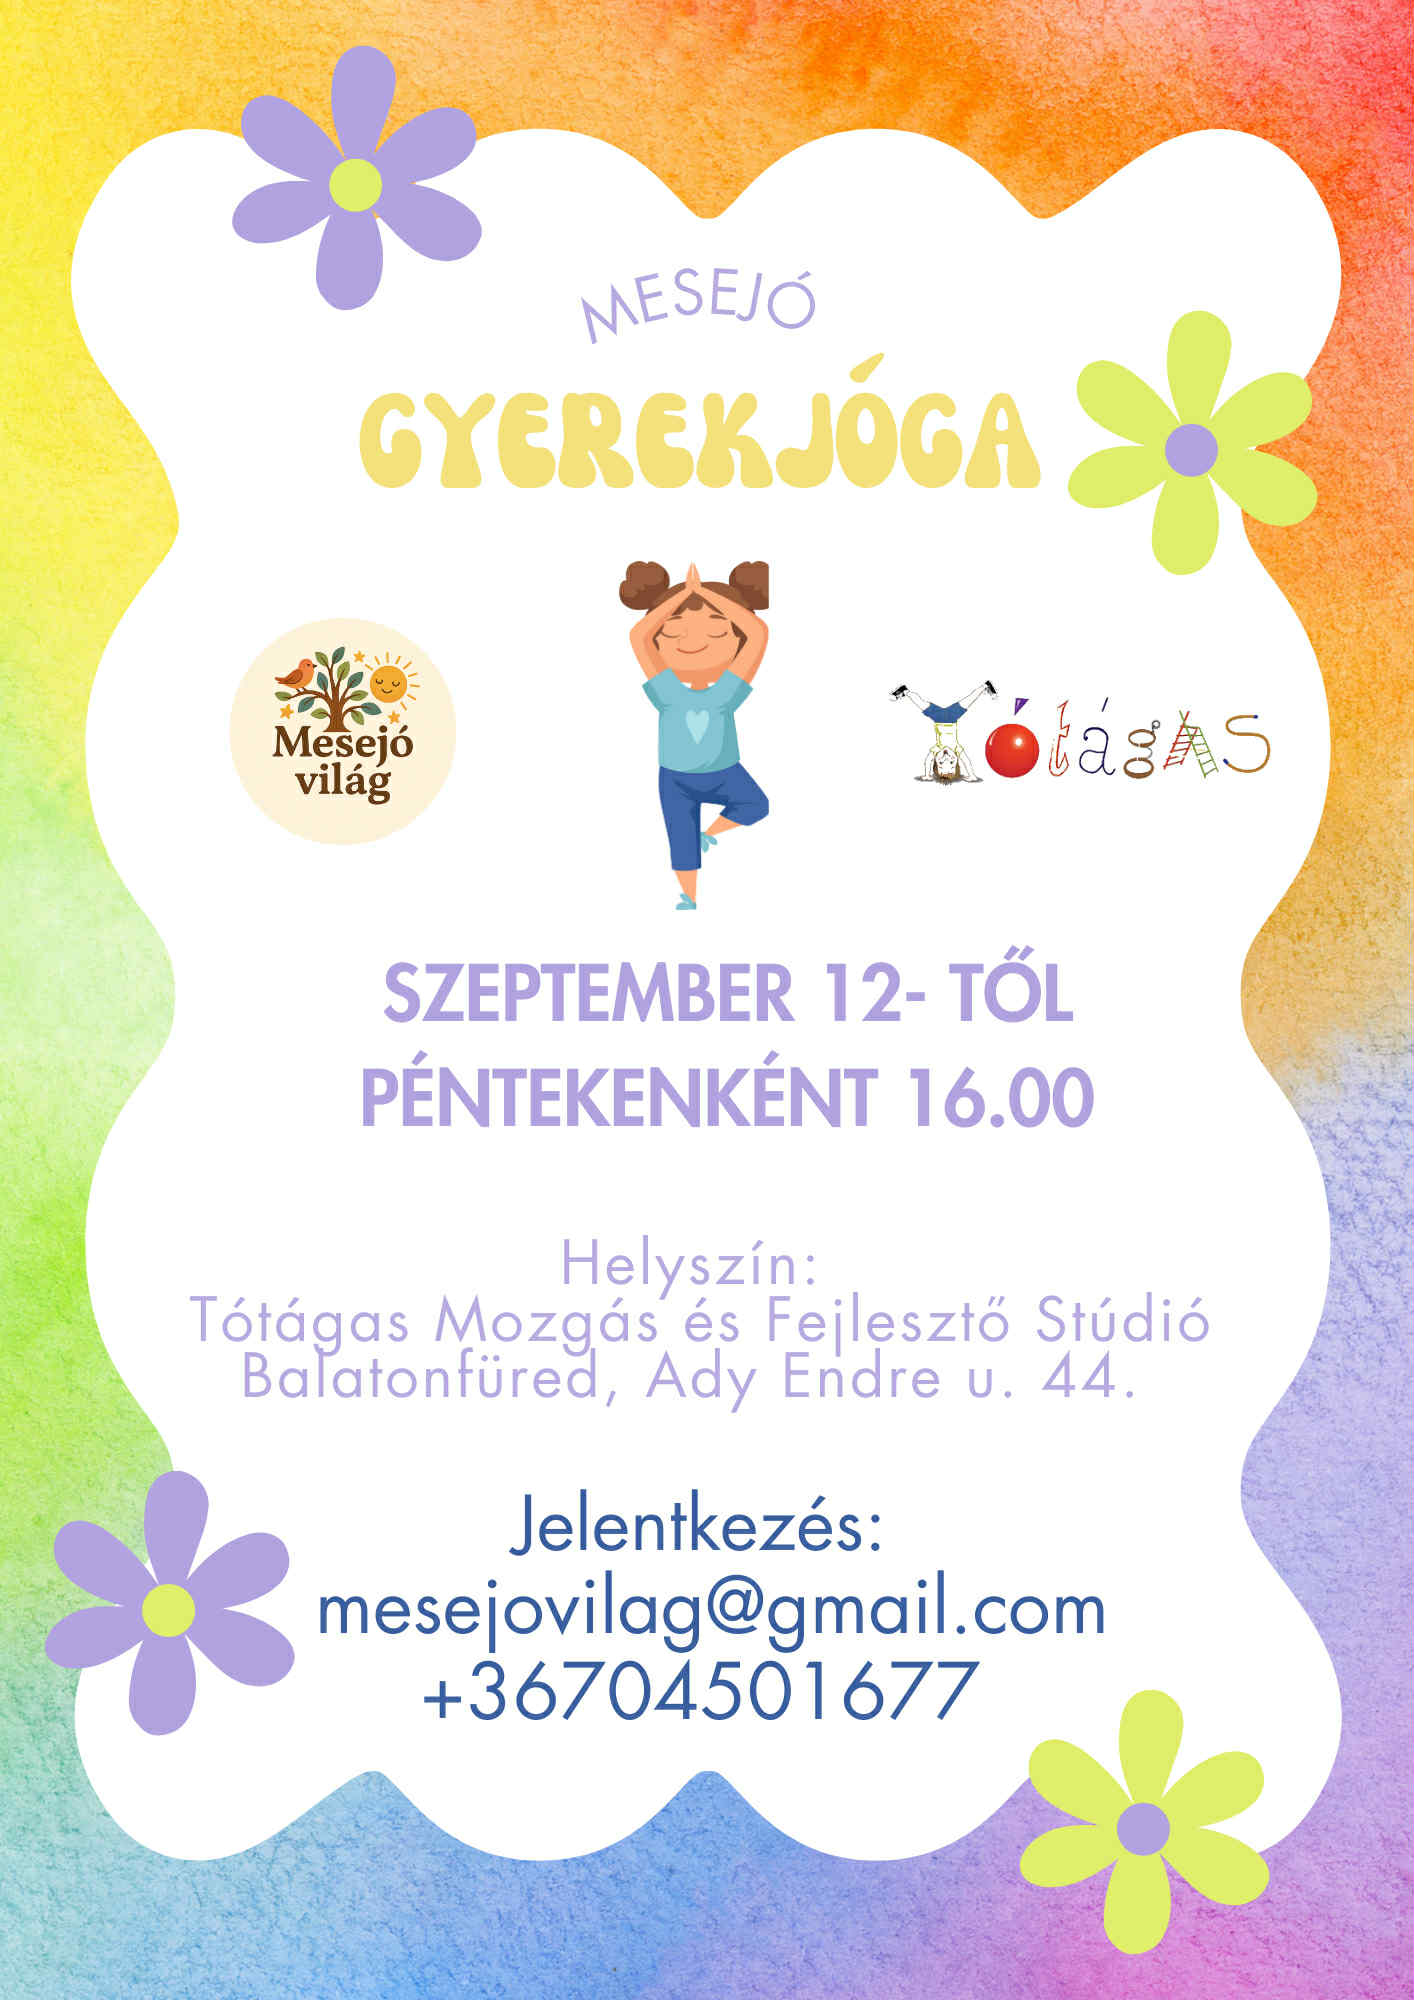 MESEJÓ
GYEREKJÓGA
Mesejó
világ
Tótágas
SZEPTEMBER 12- TŐL
PÉNTEKENKÉNT 16.00
Helyszín:
Tótágas Mozgás és Fejlesztő Stúdió
Balatonfüred, Ady Endre u. 44.
Jelentkezés:
mesejovilag@gmail.com
+36704501677